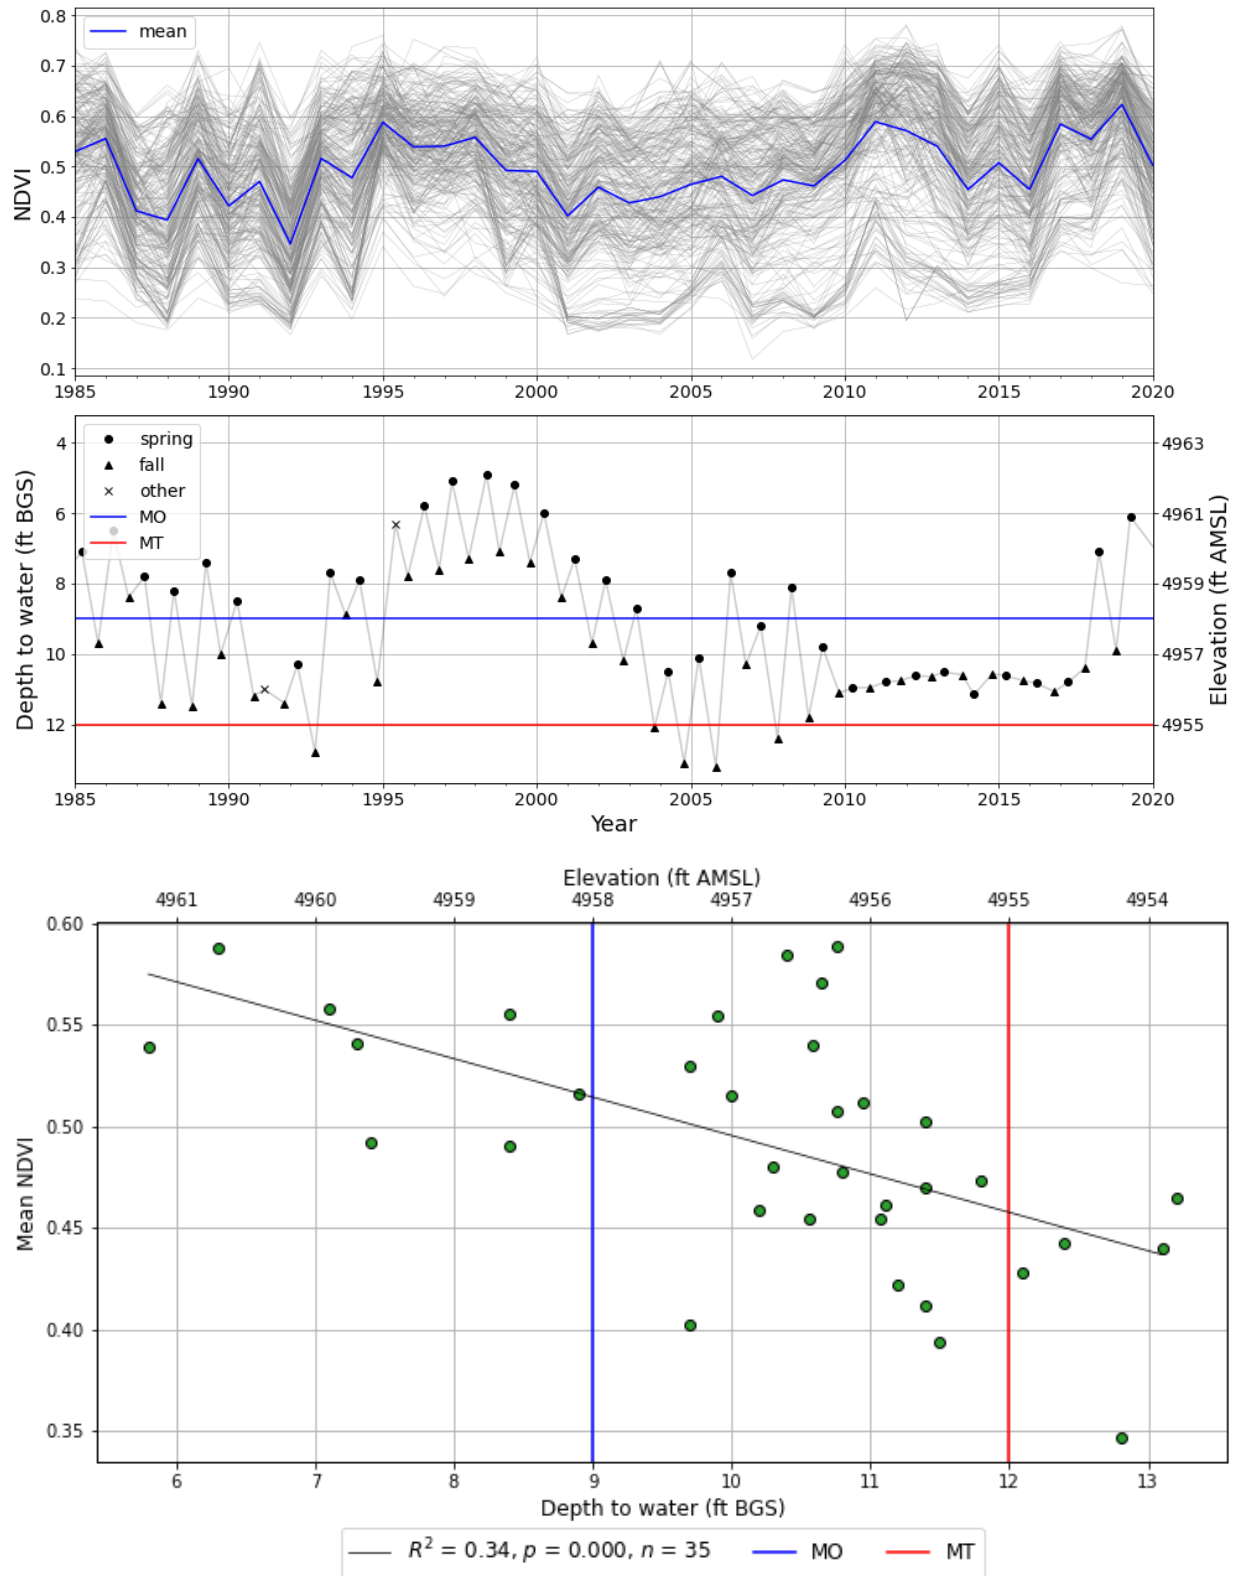 0.8
mean
0.7
0.6
0.5
0.4
0.3
0.2
0.1
NDVI
1985 1990 1995 2000 2005 2010 2015 2020
4 4963
spring
fall
other
MO
MT
6 4961
8 4959
10 4957
12 4955
Depth to water (ft BGS)
Elevation (ft AMSL)
1985 1990 1995 2000 2005 2010 2015 2020
Year
Elevation (ft AMSL)
4961 4960 4959 4958 4957 4956 4955 4954
0.60
0.55
0.50
0.45
0.40
0.35
Mean NDVI
6 7 8 9 10 11 12 13
Depth to water (ft BGS)
R² = 0.34, p = 0.000, n = 35 MO MT